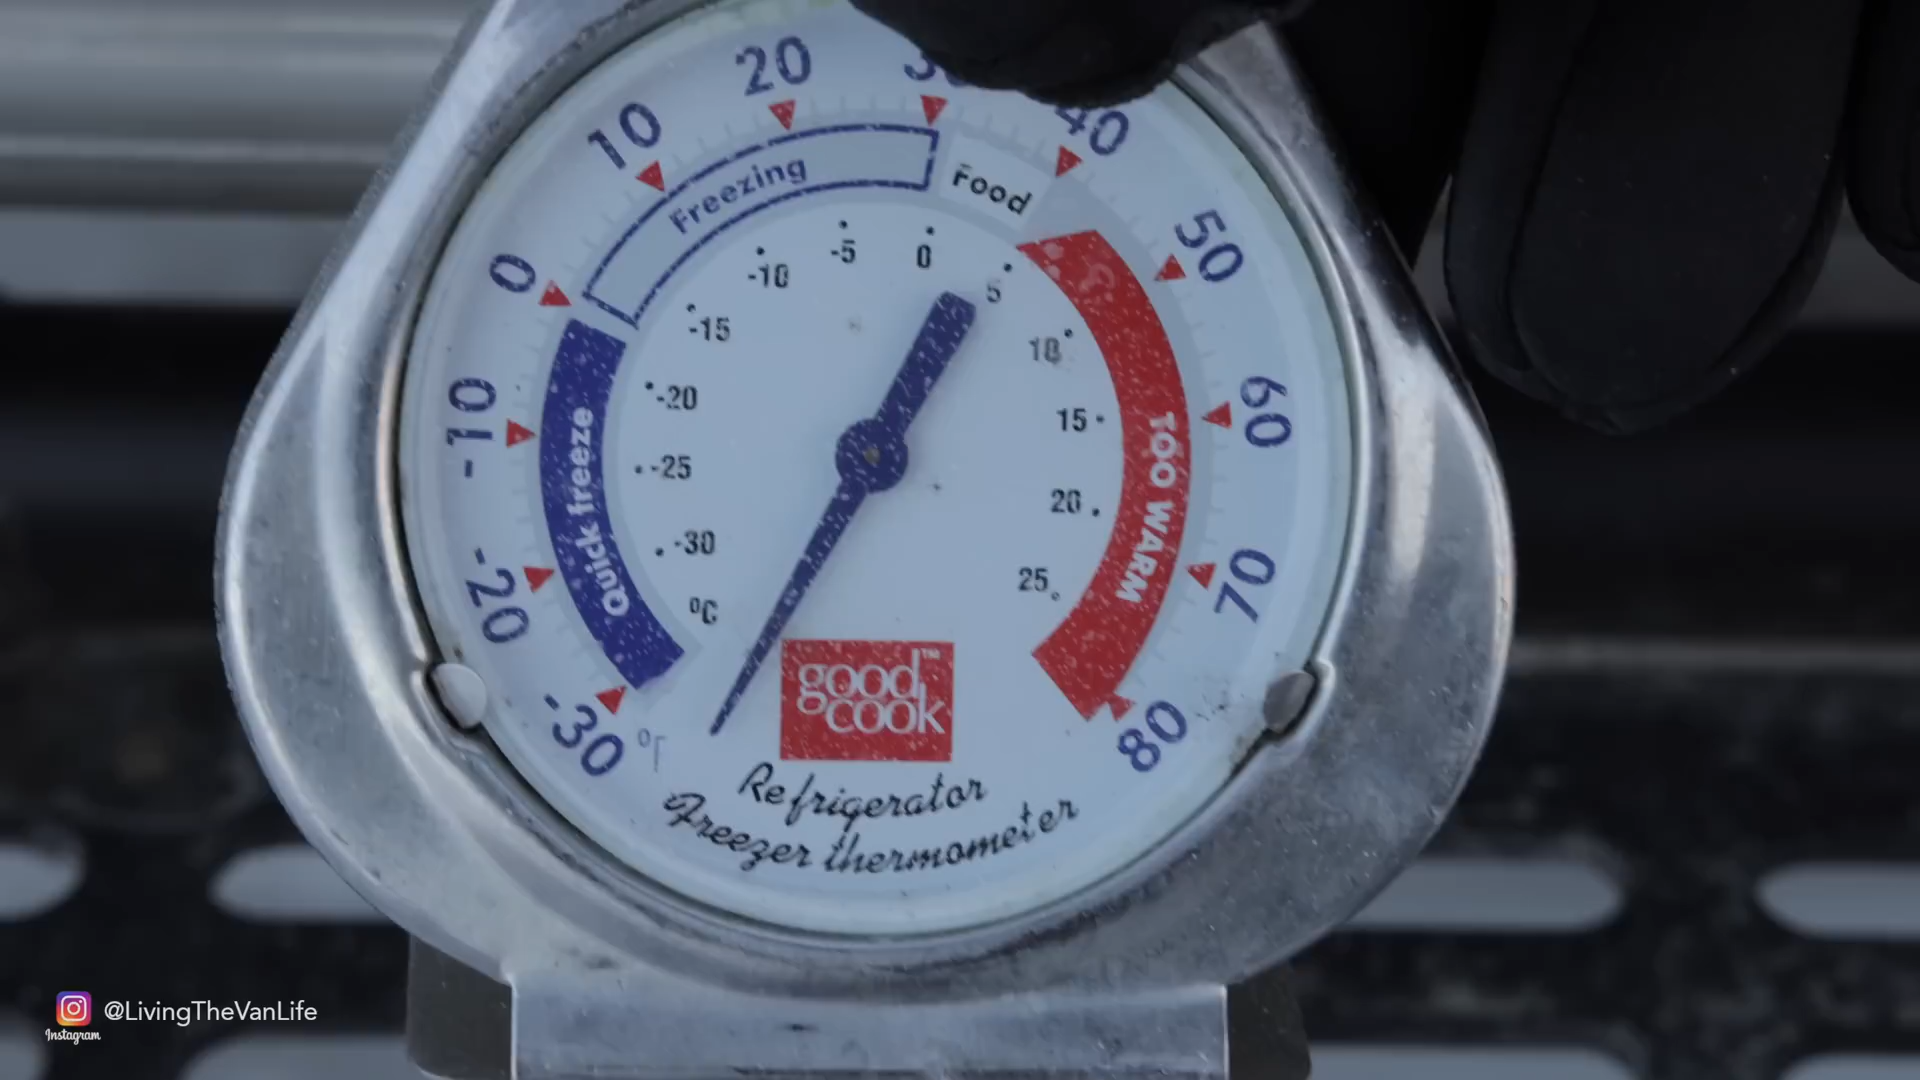 20
10
40
Freezing
Food
50
0
-10
-5
0
5
-15
10
60
-10
-20
15
Quick freeze
TOO WARM
-25
20
-30
25
70
-20
°C
good cook™
-30
°F
80
Refrigerator
Freezer thermometer
@LivingTheVanLife
Instagram